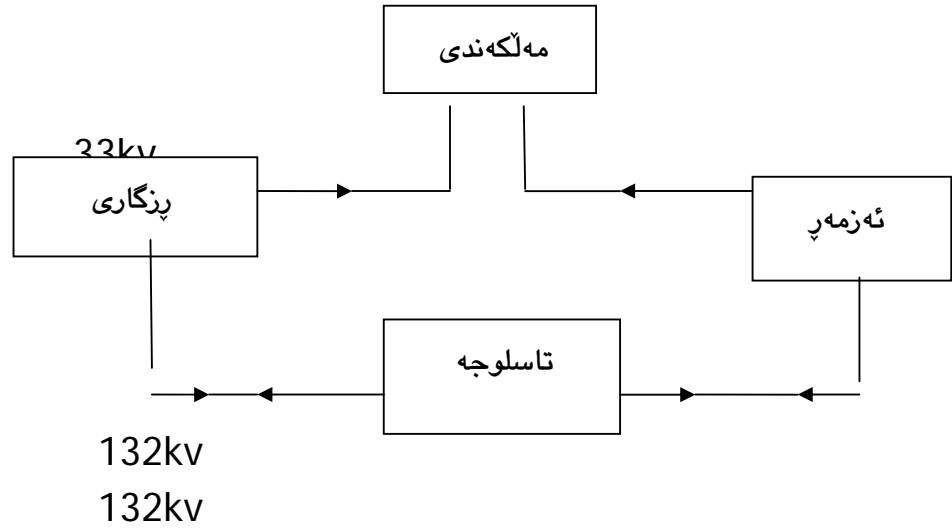 مەڵکەندی
33kv
ڕزگاری
ئەزمەڕ
تاسلوجە
132kv
132kv